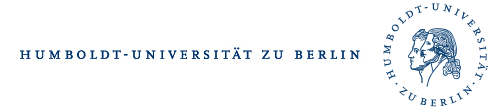 HUMBOLDT-UNIVERSITÄT ZU BERLIN
HUMBOLDT-UNIVERSITÄT
· ZU BERLIN ·